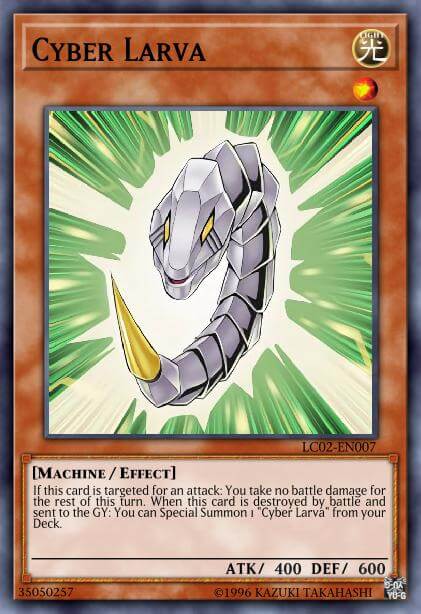 CYBER LARVA
LIGHT
光
LC02-EN007
[MACHINE / EFFECT]
If this card is targeted for an attack: You take no battle damage for
the rest of this turn. When this card is destroyed by battle and
sent to the GY: You can Special Summon 1 "Cyber Larva" from your
Deck.
ATK/ 400 DEF/ 600
35050257
©1996 KAZUKI TAKAHASHI